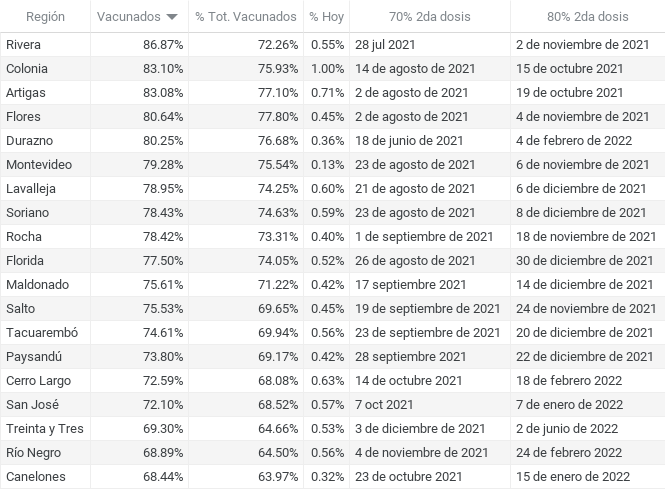 Región Vacunados % Tot. Vacunados % Hoy 70% 2da dosis 80% 2da dosis
Rivera 86.87% 72.26% 0.55% 28 jul 2021 2 de noviembre de 2021
Colonia 83.10% 75.93% 1.00% 14 de agosto de 2021 15 de octubre 2021
Artigas 83.08% 77.10% 0.71% 2 de agosto de 2021 19 de octubre 2021
Flores 80.64% 77.80% 0.45% 2 de agosto de 2021 4 de noviembre de 2021
Durazno 80.25% 76.68% 0.36% 18 de junio de 2021 4 de febrero de 2022
Montevideo 79.28% 75.54% 0.13% 23 de agosto de 2021 6 de noviembre de 2021
Lavalleja 78.95% 74.25% 0.60% 21 de agosto de 2021 6 de diciembre de 2021
Soriano 78.43% 74.63% 0.59% 23 de agosto de 2021 8 de diciembre de 2021
Rocha 78.42% 73.31% 0.40% 1 de septiembre de 2021 18 de noviembre de 2021
Florida 77.50% 74.05% 0.52% 26 de agosto de 2021 30 de diciembre de 2021
Maldonado 75.61% 71.22% 0.42% 17 septiembre 2021 14 de diciembre de 2021
Salto 75.53% 69.65% 0.45% 19 de septiembre de 2021 24 de noviembre de 2021
Tacuarembó 74.61% 69.94% 0.56% 23 de septiembre de 2021 20 de diciembre de 2021
Paysandú 73.80% 69.17% 0.42% 28 septiembre 2021 22 de diciembre de 2021
Cerro Largo 72.59% 68.08% 0.63% 14 de octubre de 2021 18 de febrero 2022
San José 72.10% 68.52% 0.57% 7 oct 2021 7 de enero de 2022
Treinta y Tres 69.30% 64.66% 0.53% 3 de diciembre de 2021 2 de junio de 2022
Río Negro 68.89% 64.50% 0.56% 4 de noviembre de 2021 24 de febrero 2022
Canelones 68.44% 63.97% 0.32% 23 de octubre de 2021 15 de enero de 2022